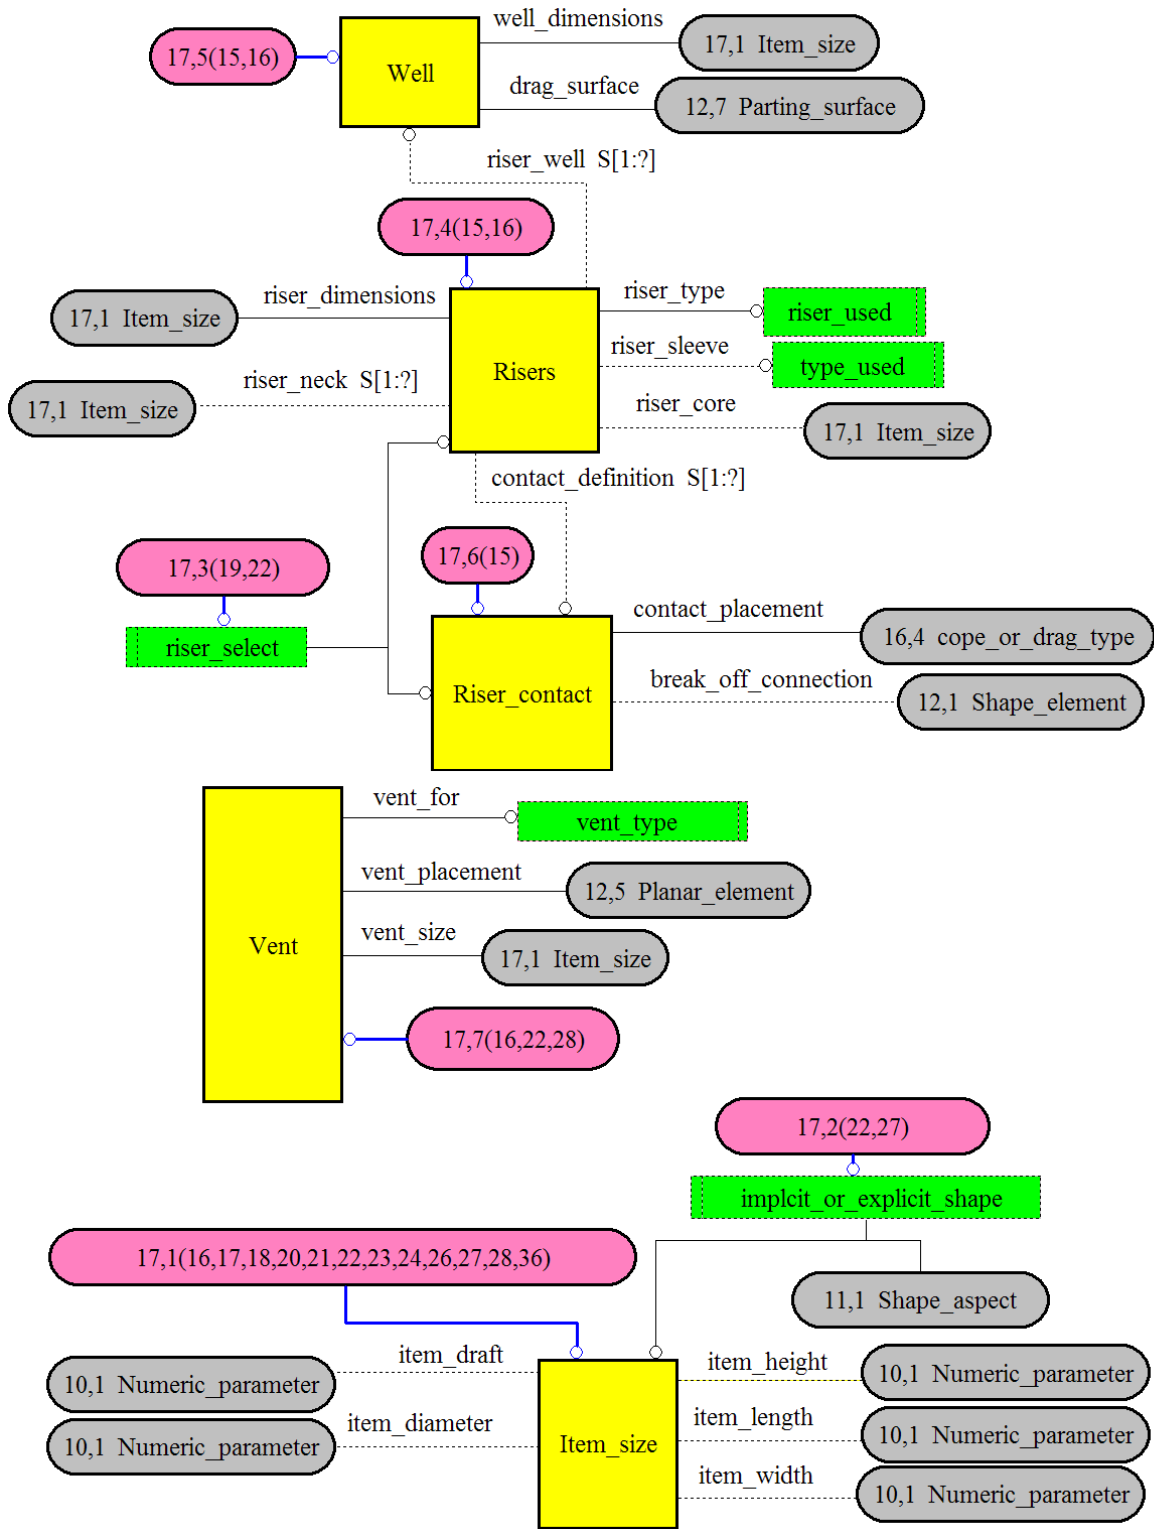 well_dimensions
17,1 Item_size
17,5(15,16)
Well
drag_surface
12,7 Parting_surface
riser_well S[1:?]
17,4(15,16)
riser_dimensions
17,1 Item_size
riser_type
riser_used
riser_sleeve
type_used
Risers
riser_neck S[1:?]
17,1 Item_size
riser_core
17,1 Item_size
contact_definition S[1:?]
17,3(19,22)
17,6(15)
riser_select
contact_placement
16,4 cope_or_drag_type
Riser_contact
break_off_connection
12,1 Shape_element
vent_for
vent_type
vent_placement
12,5 Planar_element
Vent
vent_size
17,1 Item_size
17,7(16,22,28)
17,2(22,27)
implcit_or_explicit_shape
17,1(16,17,18,20,21,22,23,24,26,27,28,36)
11,1 Shape_aspect
item_draft
10,1 Numeric_parameter
item_height
10,1 Numeric_parameter
item_diameter
10,1 Numeric_parameter
Item_size
item_length
10,1 Numeric_parameter
item_width
10,1 Numeric_parameter